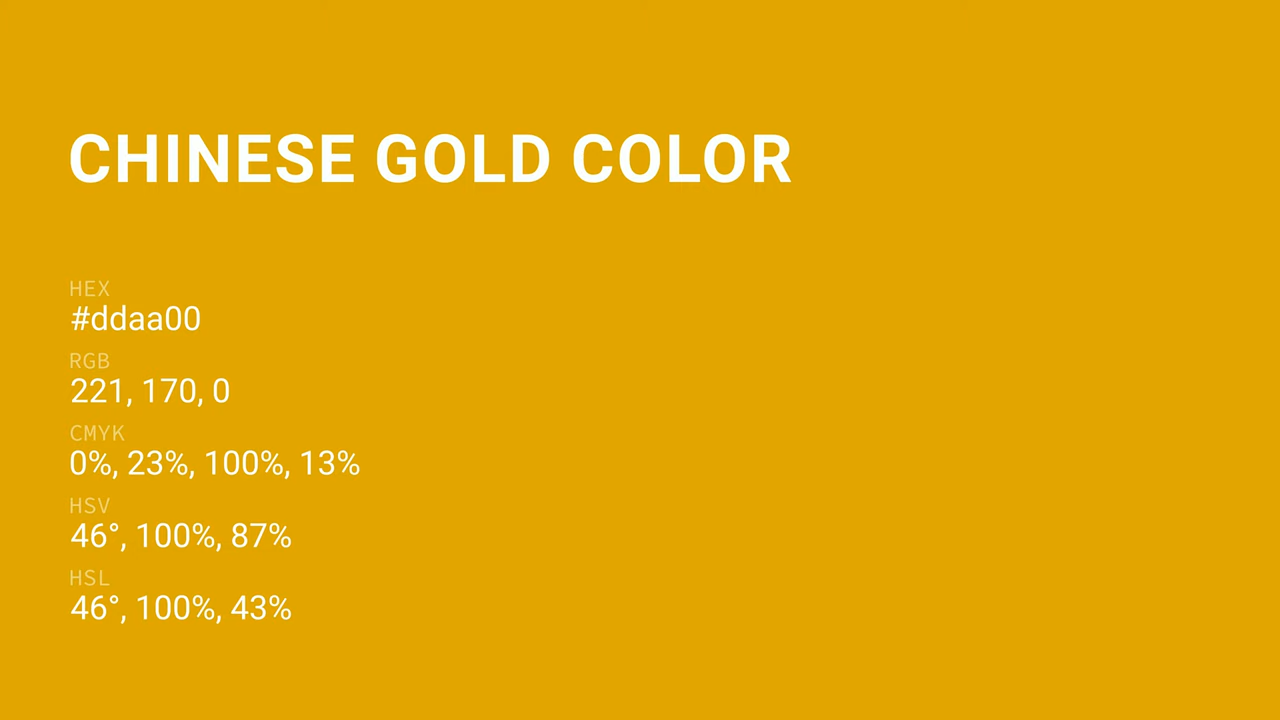 CHINESE GOLD COLOR
HEX
#ddaa00
RGB
221, 170, 0
CMYK
0%, 23%, 100%, 13%
HSV
46°, 100%, 87%
HSL
46°, 100%, 43%